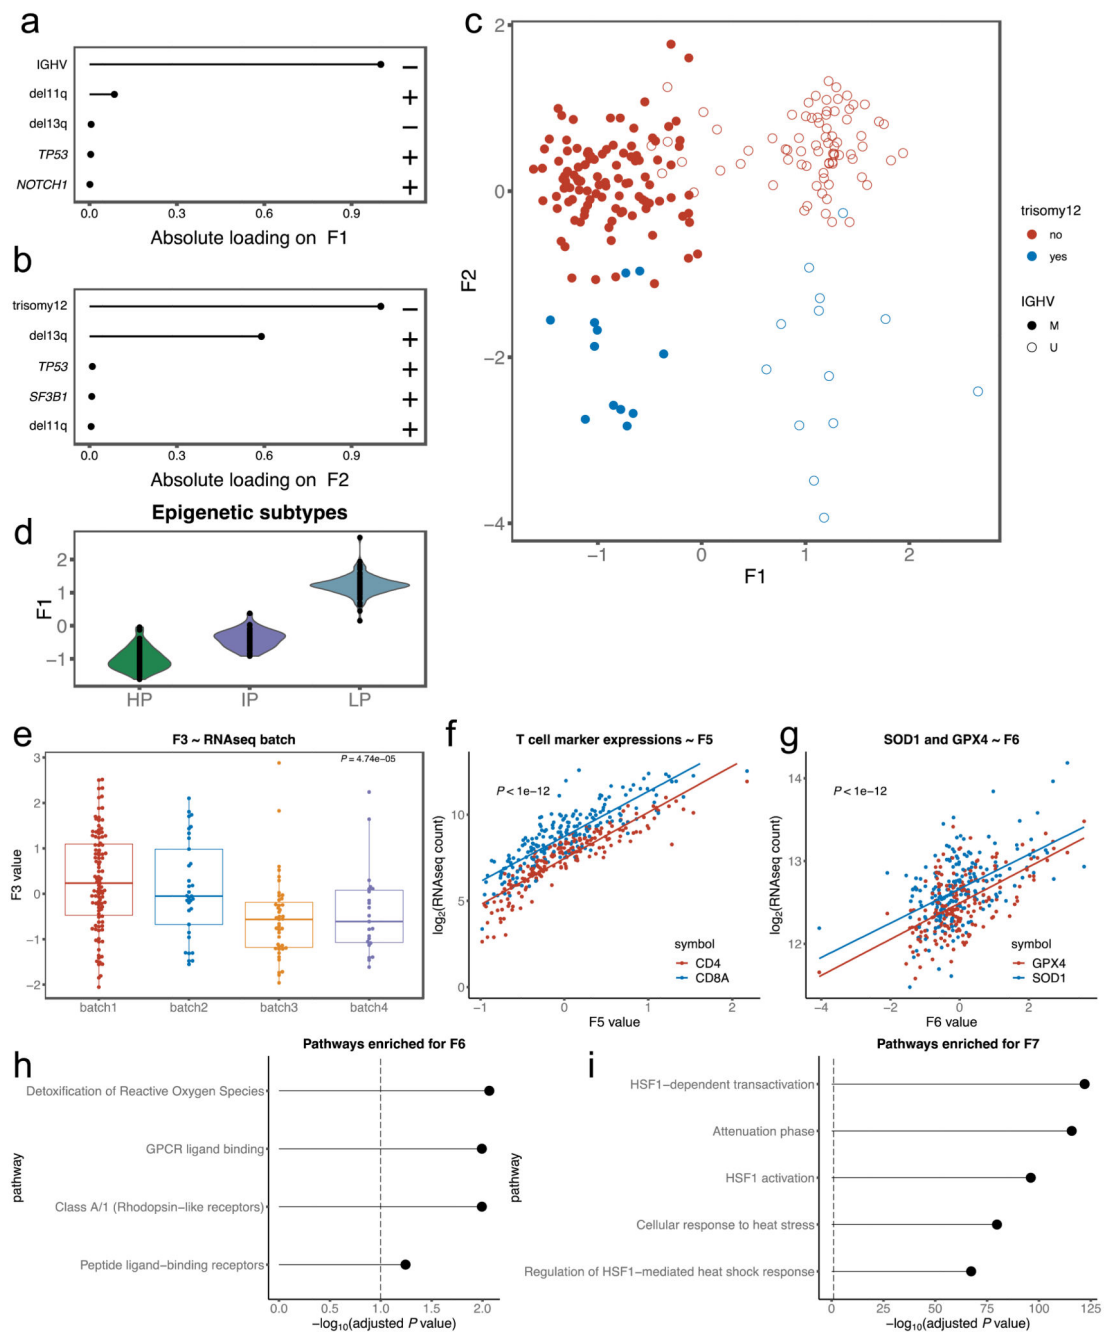 a
IGHV
del11q
del13q
TP53
NOTCH1
−
+
−
+
+
0.0 0.3 0.6 0.9
Absolute loading on F1
b
trisomy12
del13q
TP53
SF3B1
del11q
−
+
+
+
+
0.0 0.3 0.6 0.9
Absolute loading on F2
c
2
0
−2
−4
F2
−1 0 1 2
F1
trisomy12
no
yes
IGHV
M
U
d
Epigenetic subtypes
2
1
0
−1
F1
HP IP LP
e
F3 ~ RNAseq batch
P = 4.74e−05
3
2
1
0
−1
−2
F3 value
batch1 batch2 batch3 batch4
f
T cell marker expressions ~ F5
P < 1e−12
10
5
0
log2(RNAseq count)
symbol
CD4
CD8A
−1 0 1 2
F5 value
g
SOD1 and GPX4 ~ F6
P < 1e−12
14
13
12
log2(RNAseq count)
symbol
GPX4
SOD1
−4 −2 0 2
F6 value
h
Pathways enriched for F6
Detoxification of Reactive Oxygen Species
GPCR ligand binding
Class A/1 (Rhodopsin−like receptors)
Peptide ligand−binding receptors
pathway
0.0 0.5 1.0 1.5 2.0
−log10(adjusted P value)
i
Pathways enriched for F7
HSF1−dependent transactivation
Attenuation phase
HSF1 activation
Cellular response to heat stress
Regulation of HSF1−mediated heat shock response
pathway
0 25 50 75 100 125
−log10(adjusted P value)